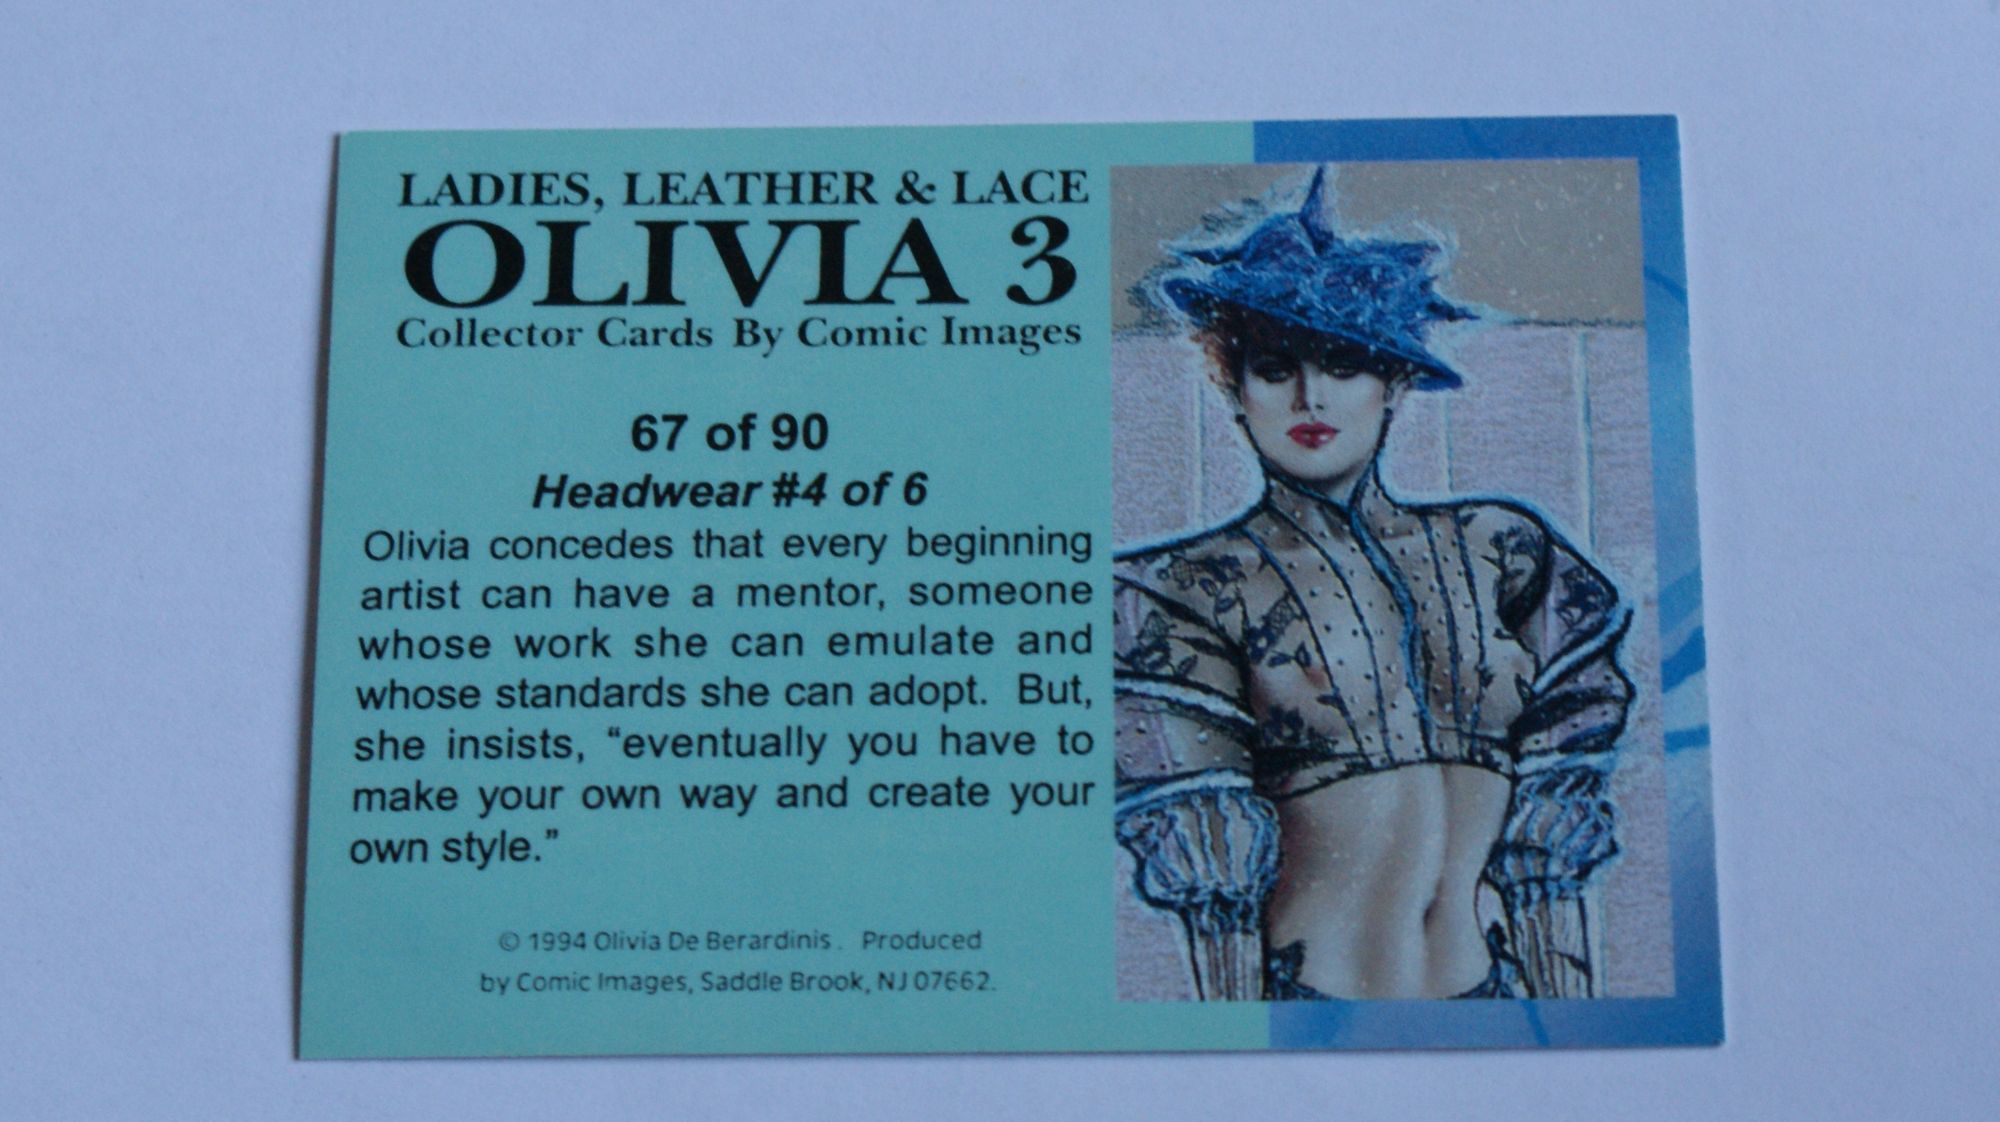 LADIES, LEATHER & LACE
OLIVIA 3
Collector Cards By Comic Images
67 of 90
Headwear #4 of 6
Olivia concedes that every beginning
artist can have a mentor, someone
whose work she can emulate and
whose standards she can adopt. But,
she insists, “eventually you have to
make your own way and create your
own style.”
© 1994 Olivia De Berardinis. Produced
by Comic Images, Saddle Brook, NJ 07662.